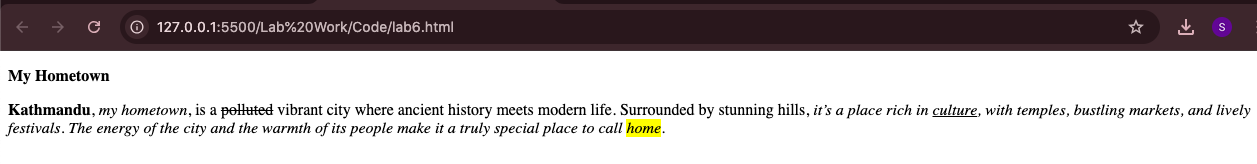 127.0.0.1:5500/Lab%20Work/Code/lab6.html
S
My Hometown
Kathmandu, my hometown, is a polluted vibrant city where ancient history meets modern life. Surrounded by stunning hills, it’s a place rich in culture, with temples, bustling markets, and lively
festivals. The energy of the city and the warmth of its people make it a truly special place to call home.